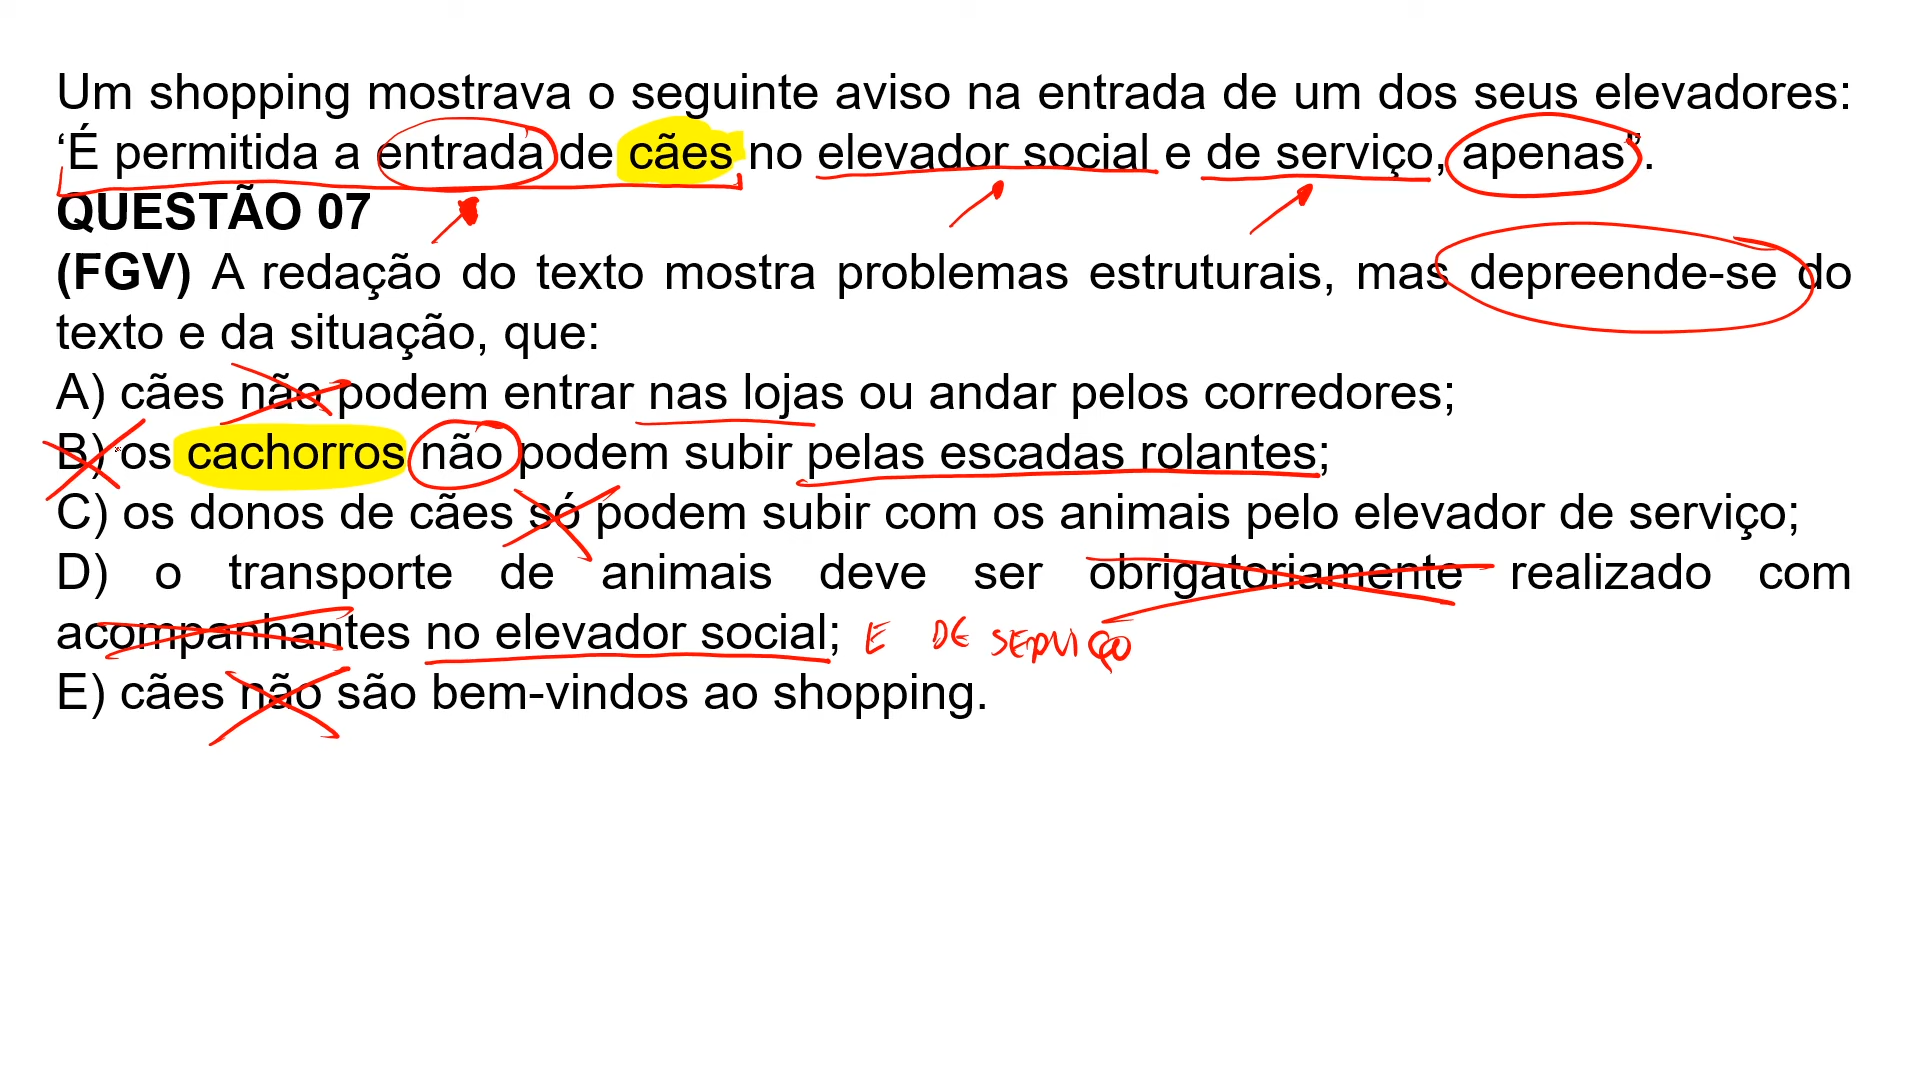 Um shopping mostrava o seguinte aviso na entrada de um dos seus elevadores:
‘É permitida a entrada de cães no elevador social e de serviço, apenas”.
QUESTÃO 07
(FGV) A redação do texto mostra problemas estruturais, mas depreende-se do
texto e da situação, que:
A) cães não podem entrar nas lojas ou andar pelos corredores;
B) os cachorros não podem subir pelas escadas rolantes;
C) os donos de cães só podem subir com os animais pelo elevador de serviço;
D) o transporte de animais deve ser obrigatoriamente realizado com
acompanhantes no elevador social; E DE SERVIÇO
E) cães não são bem-vindos ao shopping.